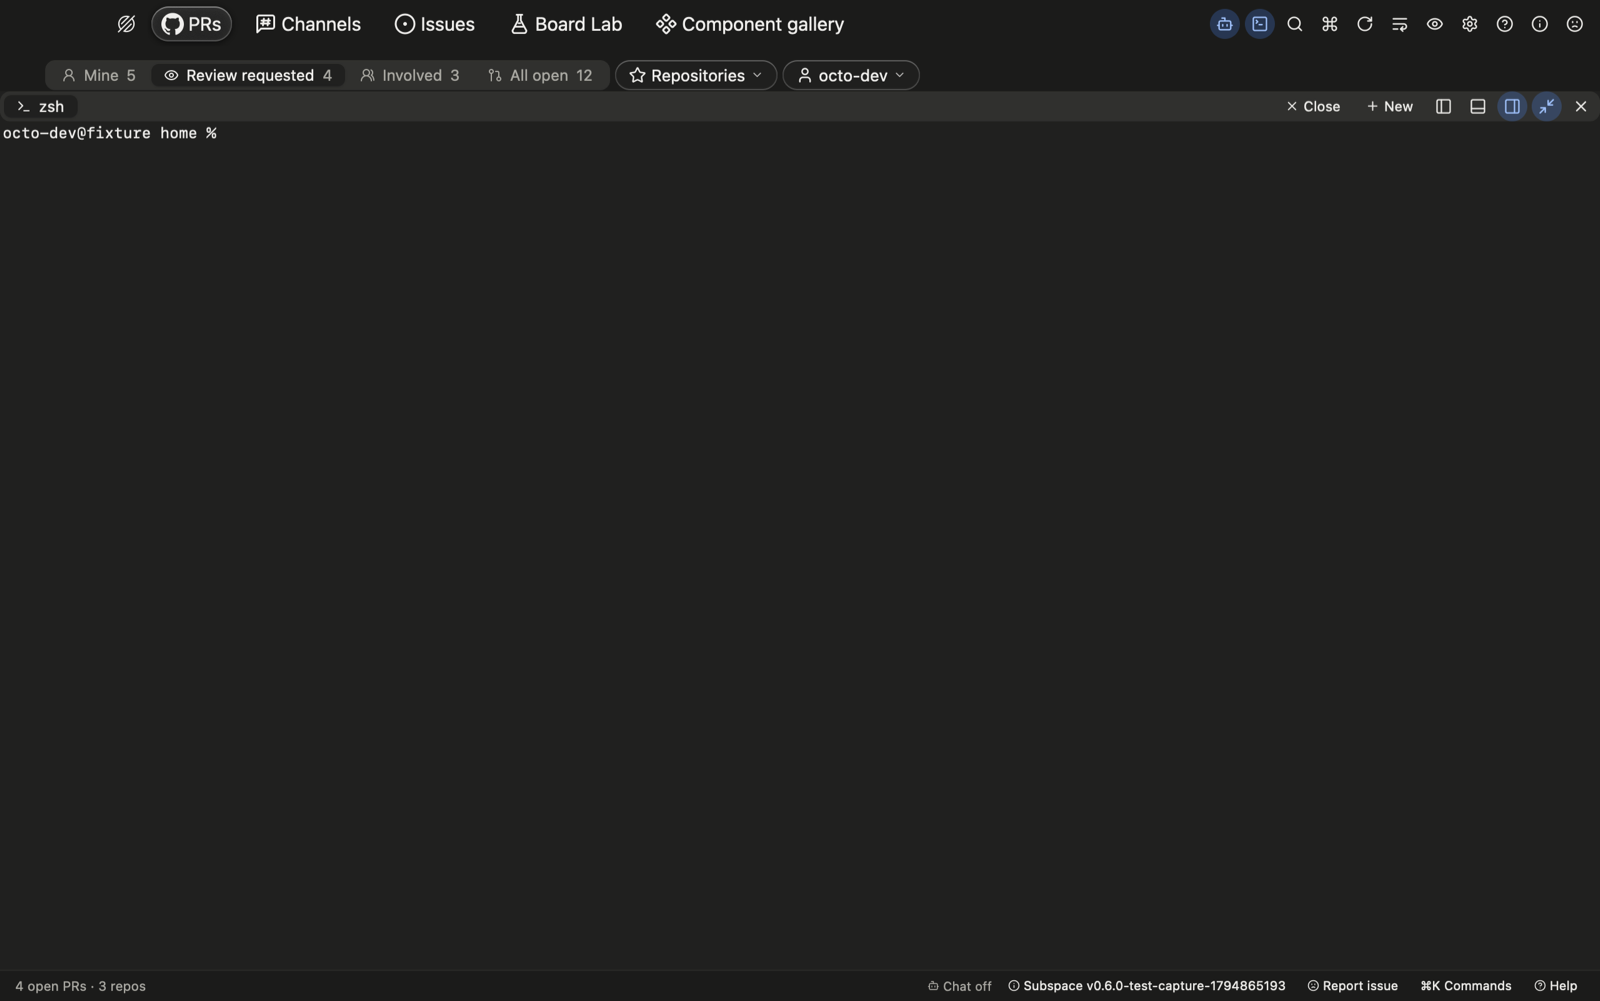 PRs Channels Issues Board Lab Component gallery
Mine 5 Review requested 4 Involved 3 All open 12 Repositories octo-dev
zsh Close New
octo-dev@fixture home %
4 open PRs · 3 repos Chat off Subspace v0.6.0-test-capture-1794865193 Report issue ⌘K Commands Help